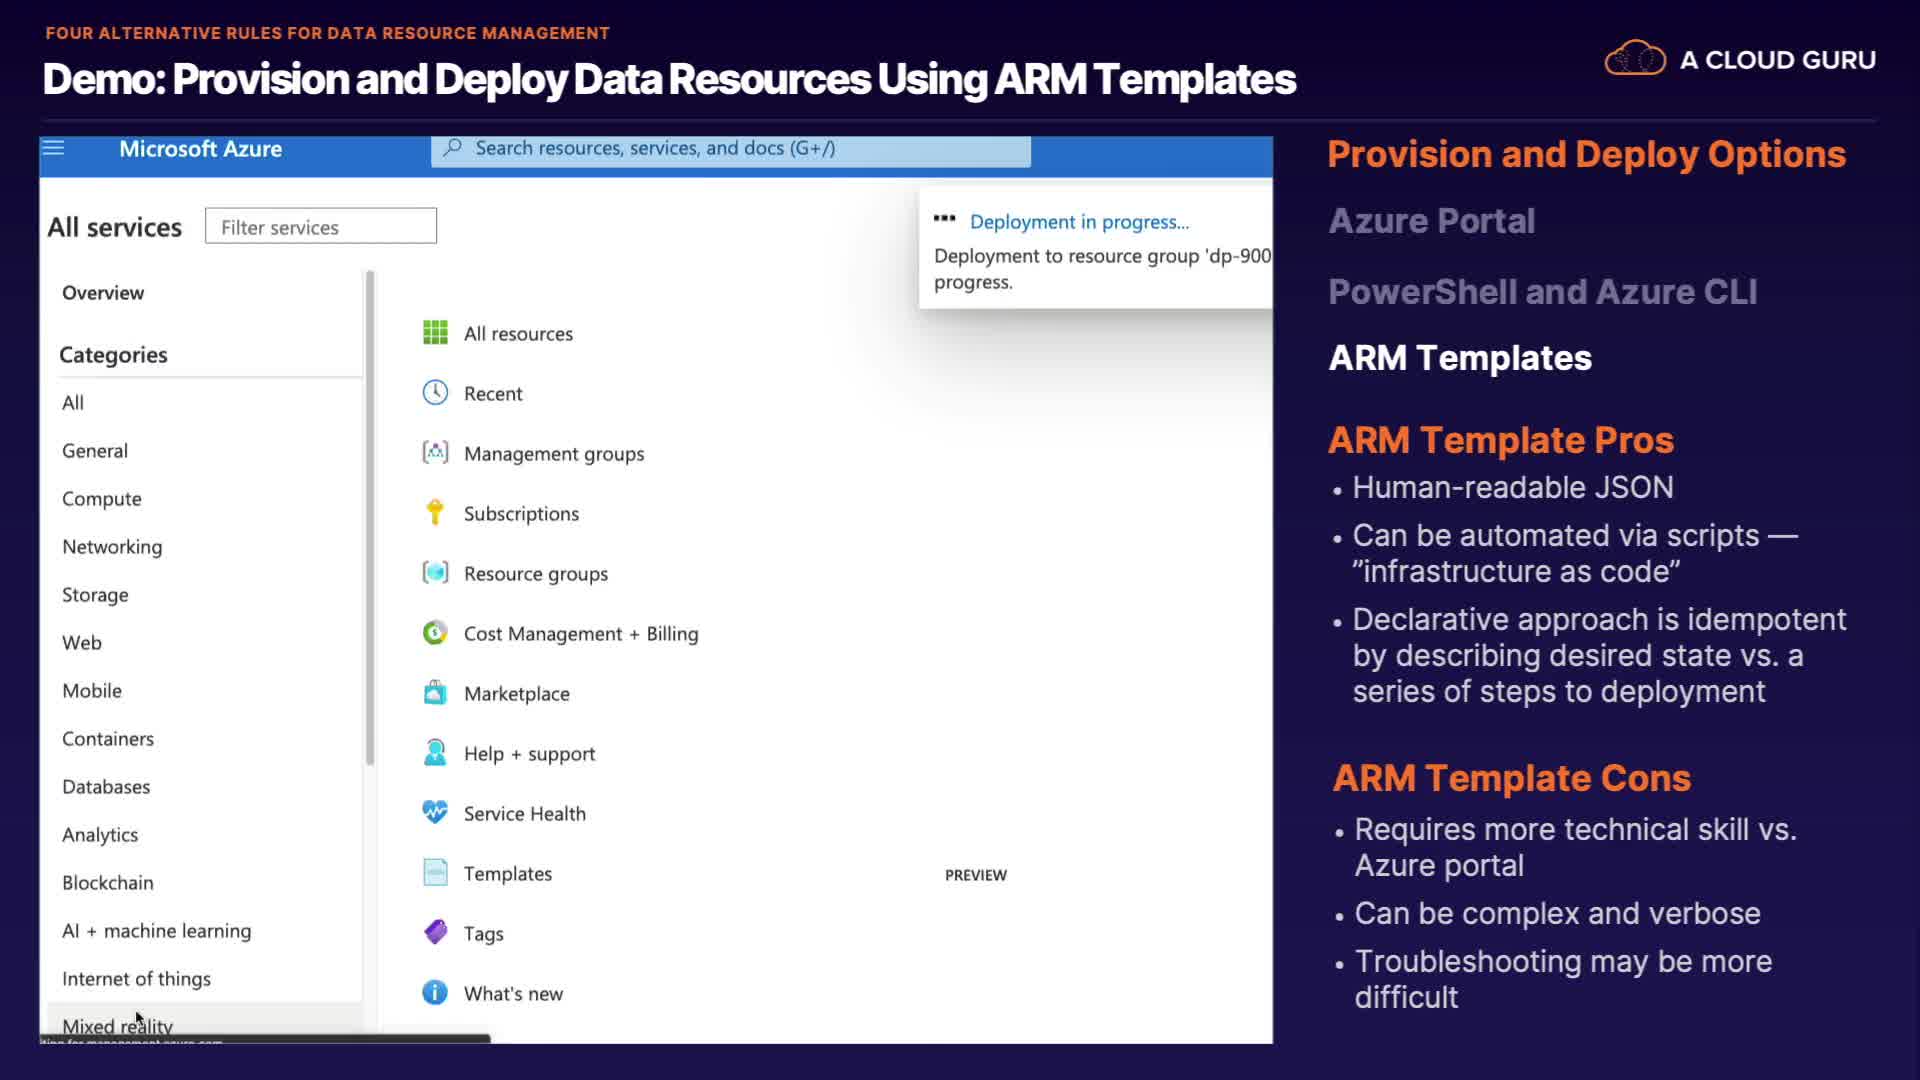 FOUR ALTERNATIVE RULES FOR DATA RESOURCE MANAGEMENT
Demo: Provision and Deploy Data Resources Using ARM Templates
A CLOUD GURU
Microsoft Azure
Search resources, services, and docs (G+/)
All services
Filter services
Deployment in progress...
Deployment to resource group 'dp-900
progress.
Overview
Categories
All
General
Compute
Networking
Storage
Web
Mobile
Containers
Databases
Analytics
Blockchain
AI + machine learning
Internet of things
Mixed reality
All resources
Recent
Management groups
Subscriptions
Resource groups
Cost Management + Billing
Marketplace
Help + support
Service Health
Templates
PREVIEW
Tags
What's new
Provision and Deploy Options
Azure Portal
PowerShell and Azure CLI
ARM Templates
ARM Template Pros
• Human-readable JSON
• Can be automated via scripts —
”infrastructure as code”
• Declarative approach is idempotent
by describing desired state vs. a
series of steps to deployment
ARM Template Cons
• Requires more technical skill vs.
Azure portal
• Can be complex and verbose
• Troubleshooting may be more
difficult